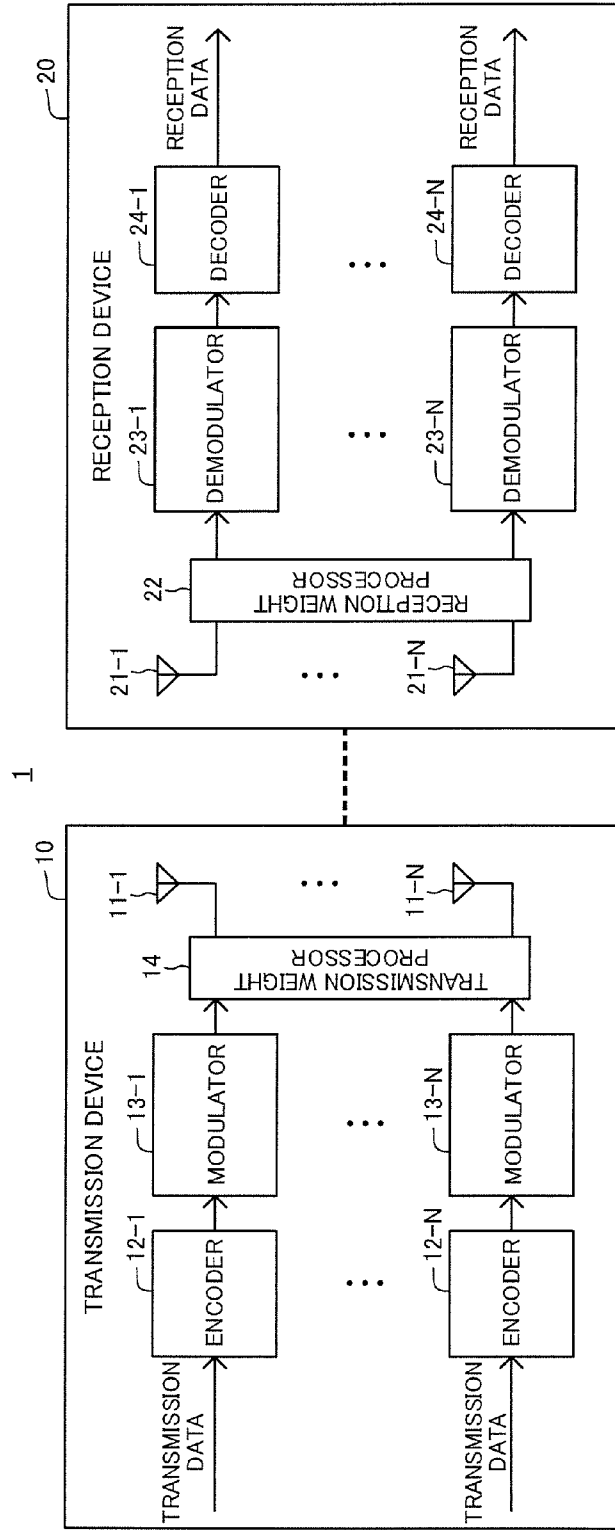 1
10
TRANSMISSION DEVICE
TRANSMISSION
DATA
12-1
ENCODER
13-1
MODULATOR
14
TRANSMISSION WEIGHT
PROCESSOR
11-1
...
...
...
TRANSMISSION
DATA
12-N
ENCODER
13-N
MODULATOR
11-N
20
RECEPTION DEVICE
21-1
22
RECEPTION WEIGHT
PROCESSOR
23-1
DEMODULATOR
24-1
DECODER
RECEPTION
DATA
...
...
...
21-N
23-N
DEMODULATOR
24-N
DECODER
RECEPTION
DATA